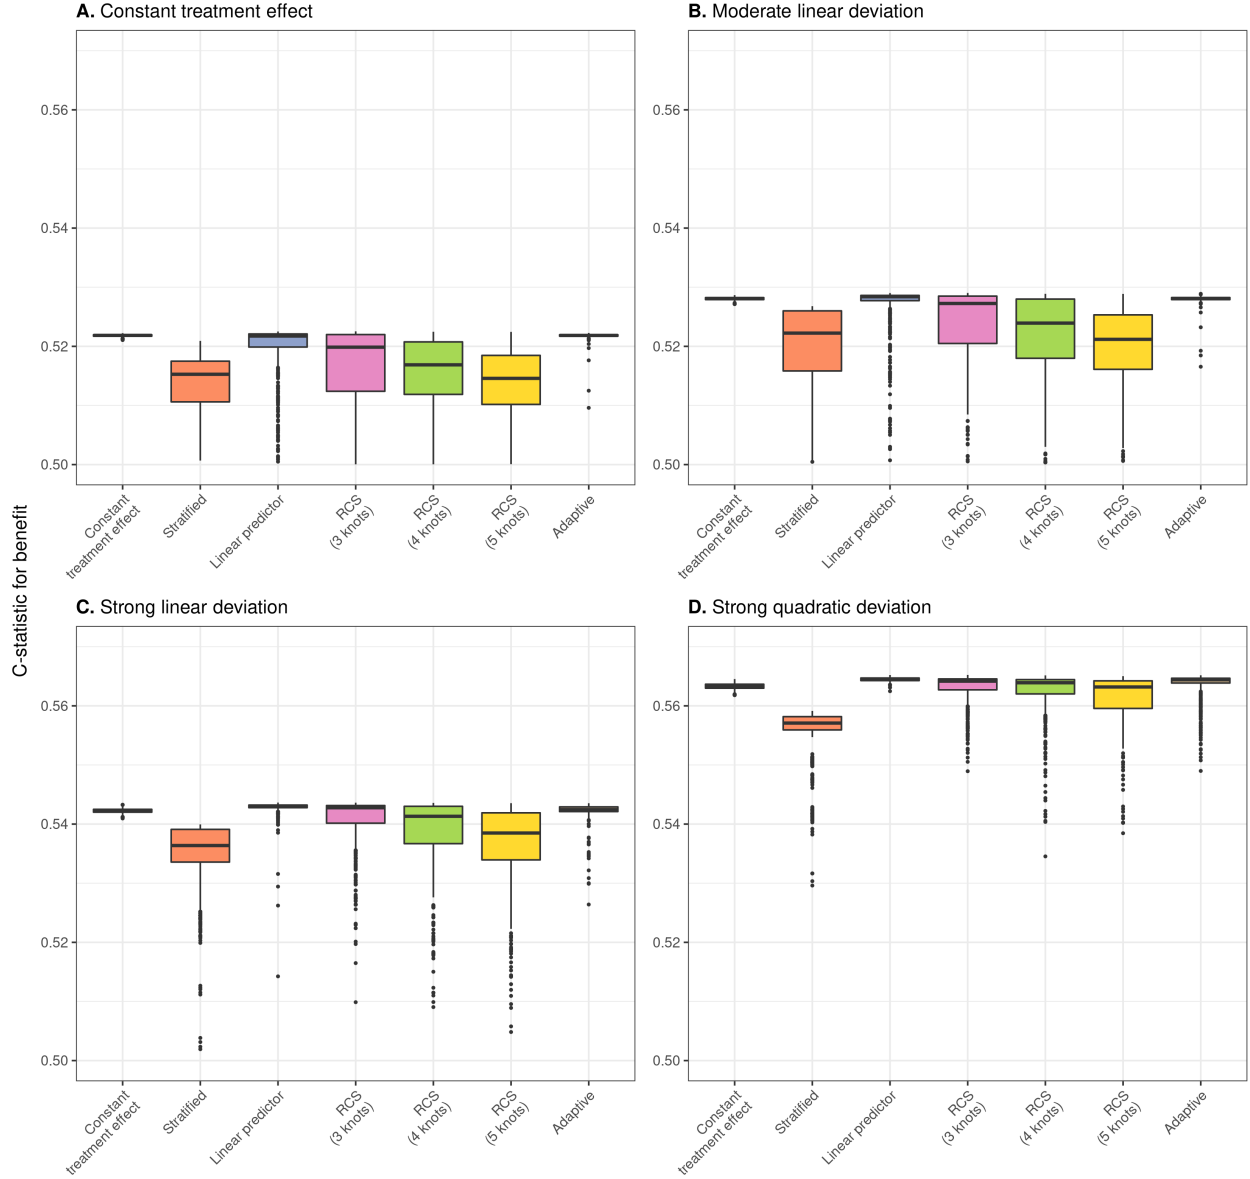 A. Constant treatment effect
0.56
0.54
0.52
0.50
Constant
treatment effect
Stratified
Linear predictor
RCS
(3 knots)
RCS
(4 knots)
RCS
(5 knots)
Adaptive
B. Moderate linear deviation
0.56
0.54
0.52
0.50
Constant
treatment effect
Stratified
Linear predictor
RCS
(3 knots)
RCS
(4 knots)
RCS
(5 knots)
Adaptive
C-statistic for benefit
C. Strong linear deviation
0.56
0.54
0.52
0.50
Constant
treatment effect
Stratified
Linear predictor
RCS
(3 knots)
RCS
(4 knots)
RCS
(5 knots)
Adaptive
D. Strong quadratic deviation
0.56
0.54
0.52
0.50
Constant
treatment effect
Stratified
Linear predictor
RCS
(3 knots)
RCS
(4 knots)
RCS
(5 knots)
Adaptive